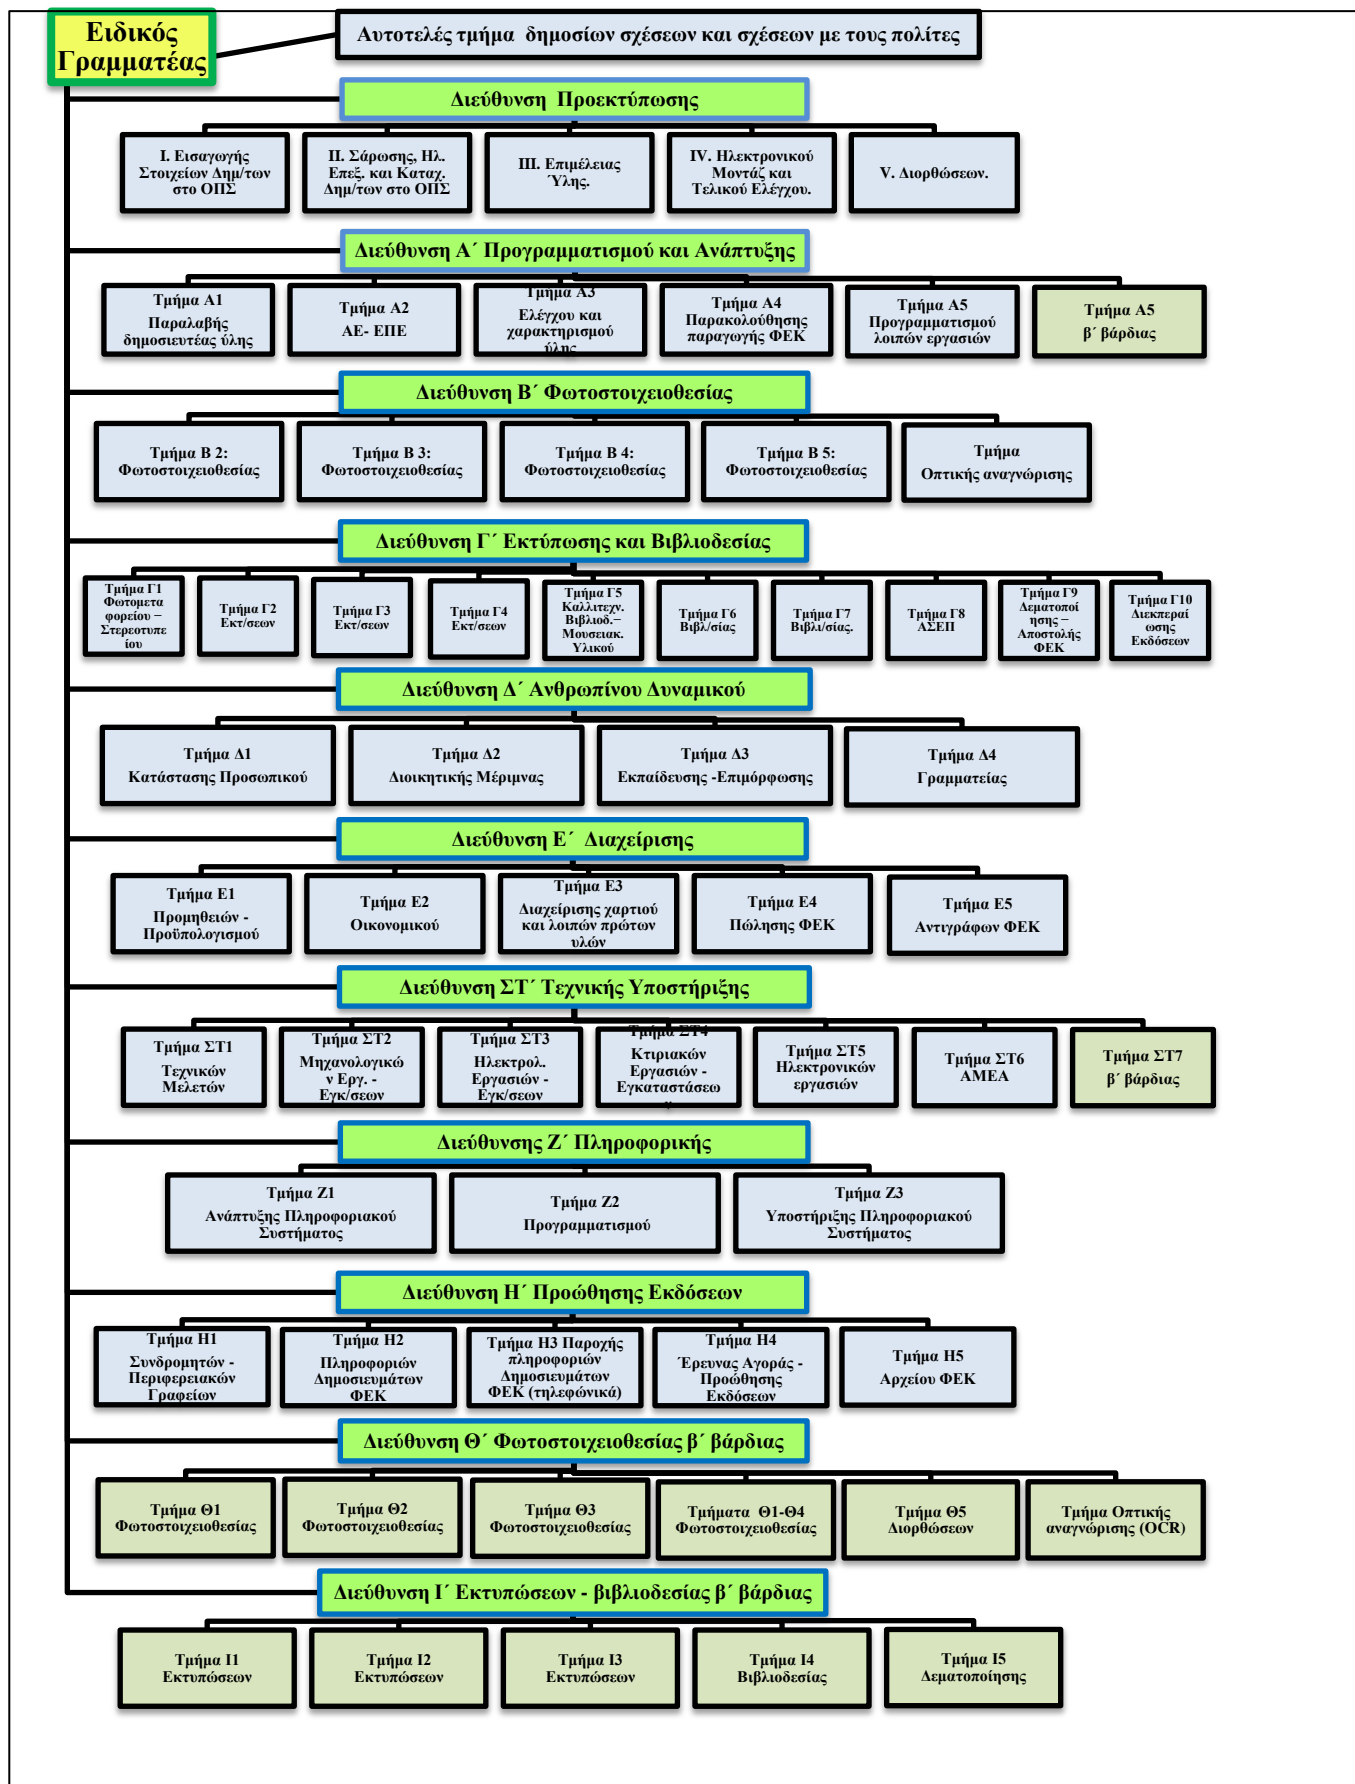 Ειδικός
Γραμματέας
Αυτοτελές τμήμα δημοσίων σχέσεων και σχέσεων με τους πολίτες
Διεύθυνση Προεκτύπωσης
Ι. Εισαγωγής
Στοιχείων Δημ/των
στο ΟΠΣ
ΙΙ. Σάρωσης, Ηλ.
Επεξ. και Καταχ.
Δημ/των στο ΟΠΣ
ΙΙΙ. Επιμέλειας
Ύλης.
IV. Ηλεκτρονικού
Μοντάζ και
Τελικού Ελέγχου.
V. Διορθώσεων.
Διεύθυνση Α΄ Προγραμματισμού και Ανάπτυξης
Τμήμα Α1
Παραλαβής
δημοσιευτέας ύλης
Τμήμα Α2
ΑΕ- ΕΠΕ
Τμήμα Α3
Ελέγχου και
χαρακτηρισμού
ύλης
Τμήμα Α4
Παρακολούθησης
παραγωγής ΦΕΚ
Τμήμα Α5
Προγραμματισμού
λοιπών εργασιών
Τμήμα Α5
β΄ βάρδιας
Διεύθυνση Β΄ Φωτοστοιχειοθεσίας
Τμήμα Β 2:
Φωτοστοιχειοθεσίας
Τμήμα Β 3:
Φωτοστοιχειοθεσίας
Τμήμα Β 4:
Φωτοστοιχειοθεσίας
Τμήμα Β 5:
Φωτοστοιχειοθεσίας
Τμήμα
Οπτικής αναγνώρισης
Διεύθυνση Γ΄ Εκτύπωσης και Βιβλιοδεσίας
Τμήμα Γ1
Φωτομετα
φορείου –
Στερεοτυπε
ίου
Τμήμα Γ2
Εκτ/σεων
Τμήμα Γ3
Εκτ/σεων
Τμήμα Γ4
Εκτ/σεων
Τμήμα Γ5
Καλλιτεχν.
Βιβλιοδ.–
Μουσειακ.
Υλικού
Τμήμα Γ6
Βιβλ/σίας
Τμήμα Γ7
Βιβλι/σίας.
Τμήμα Γ8
ΑΣΕΠ
Τμήμα Γ9
Δεματοποί
ησης –
Αποστολής
ΦΕΚ
Τμήμα Γ10
Διεκπεραί
ωσης
Εκδόσεων
Διεύθυνση Δ΄ Ανθρωπίνου Δυναμικού
Τμήμα Δ1
Κατάστασης Προσωπικού
Τμήμα Δ2
Διοικητικής Μέριμνας
Τμήμα Δ3
Εκπαίδευσης -Επιμόρφωσης
Τμήμα Δ4
Γραμματείας
Διεύθυνση Ε΄ Διαχείρισης
Τμήμα Ε1
Προμηθειών -
Προϋπολογισμού
Τμήμα Ε2
Οικονομικού
Τμήμα Ε3
Διαχείρισης χαρτιού
και λοιπών πρώτων
υλών
Τμήμα Ε4
Πώλησης ΦΕΚ
Τμήμα Ε5
Αντιγράφων ΦΕΚ
Διεύθυνση ΣΤ΄ Τεχνικής Υποστήριξης
Τμήμα ΣΤ1
Τεχνικών
Μελετών
Τμήμα ΣΤ2
Μηχανολογικώ
ν Εργ. -
Εγκ/σεων
Τμήμα ΣΤ3
Ηλεκτρολ.
Εργασιών -
Εγκ/σεων
Τμήμα ΣΤ4
Κτιριακών
Εργασιών -
Εγκαταστάσεω
Τμήμα ΣΤ5
Ηλεκτρονικών
εργασιών
Τμήμα ΣΤ6
ΑΜΕΑ
Τμήμα ΣΤ7
β΄ βάρδιας
Διεύθυνσης Ζ΄ Πληροφορικής
Τμήμα Ζ1
Ανάπτυξης Πληροφοριακού
Συστήματος
Τμήμα Ζ2
Προγραμματισμού
Τμήμα Ζ3
Υποστήριξης Πληροφοριακού
Συστήματος
Διεύθυνση Η΄ Προώθησης Εκδόσεων
Τμήμα Η1
Συνδρομητών -
Περιφερειακών
Γραφείων
Τμήμα Η2
Πληροφοριών
Δημοσιευμάτων
ΦΕΚ
Τμήμα Η3 Παροχής
πληροφοριών
Δημοσιευμάτων
ΦΕΚ (τηλεφώνικά)
Τμήμα Η4
Έρευνας Αγοράς -
Προώθησης
Εκδόσεων
Τμήμα Η5
Αρχείου ΦΕΚ
Διεύθυνση Θ΄ Φωτοστοιχειοθεσίας β΄ βάρδιας
Τμήμα Θ1
Φωτοστοιχειοθεσίας
Τμήμα Θ2
Φωτοστοιχειοθεσίας
Τμήμα Θ3
Φωτοστοιχειοθεσίας
Τμήματα Θ1-Θ4
Φωτοστοιχειοθεσίας
Τμήμα Θ5
Διορθώσεων
Τμήμα Οπτικής
αναγνώρισης (OCR)
Διεύθυνση Ι΄ Εκτυπώσεων - βιβλιοδεσίας β΄ βάρδιας
Τμήμα Ι1
Εκτυπώσεων
Τμήμα Ι2
Εκτυπώσεων
Τμήμα Ι3
Εκτυπώσεων
Τμήμα Ι4
Βιβλιοδεσίας
Τμήμα Ι5
Δεματοποίησης